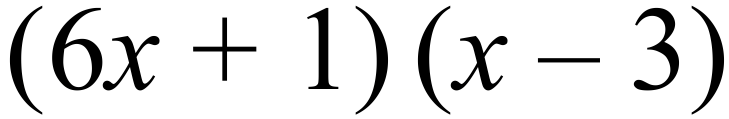 (6x + 1)(x − 3)